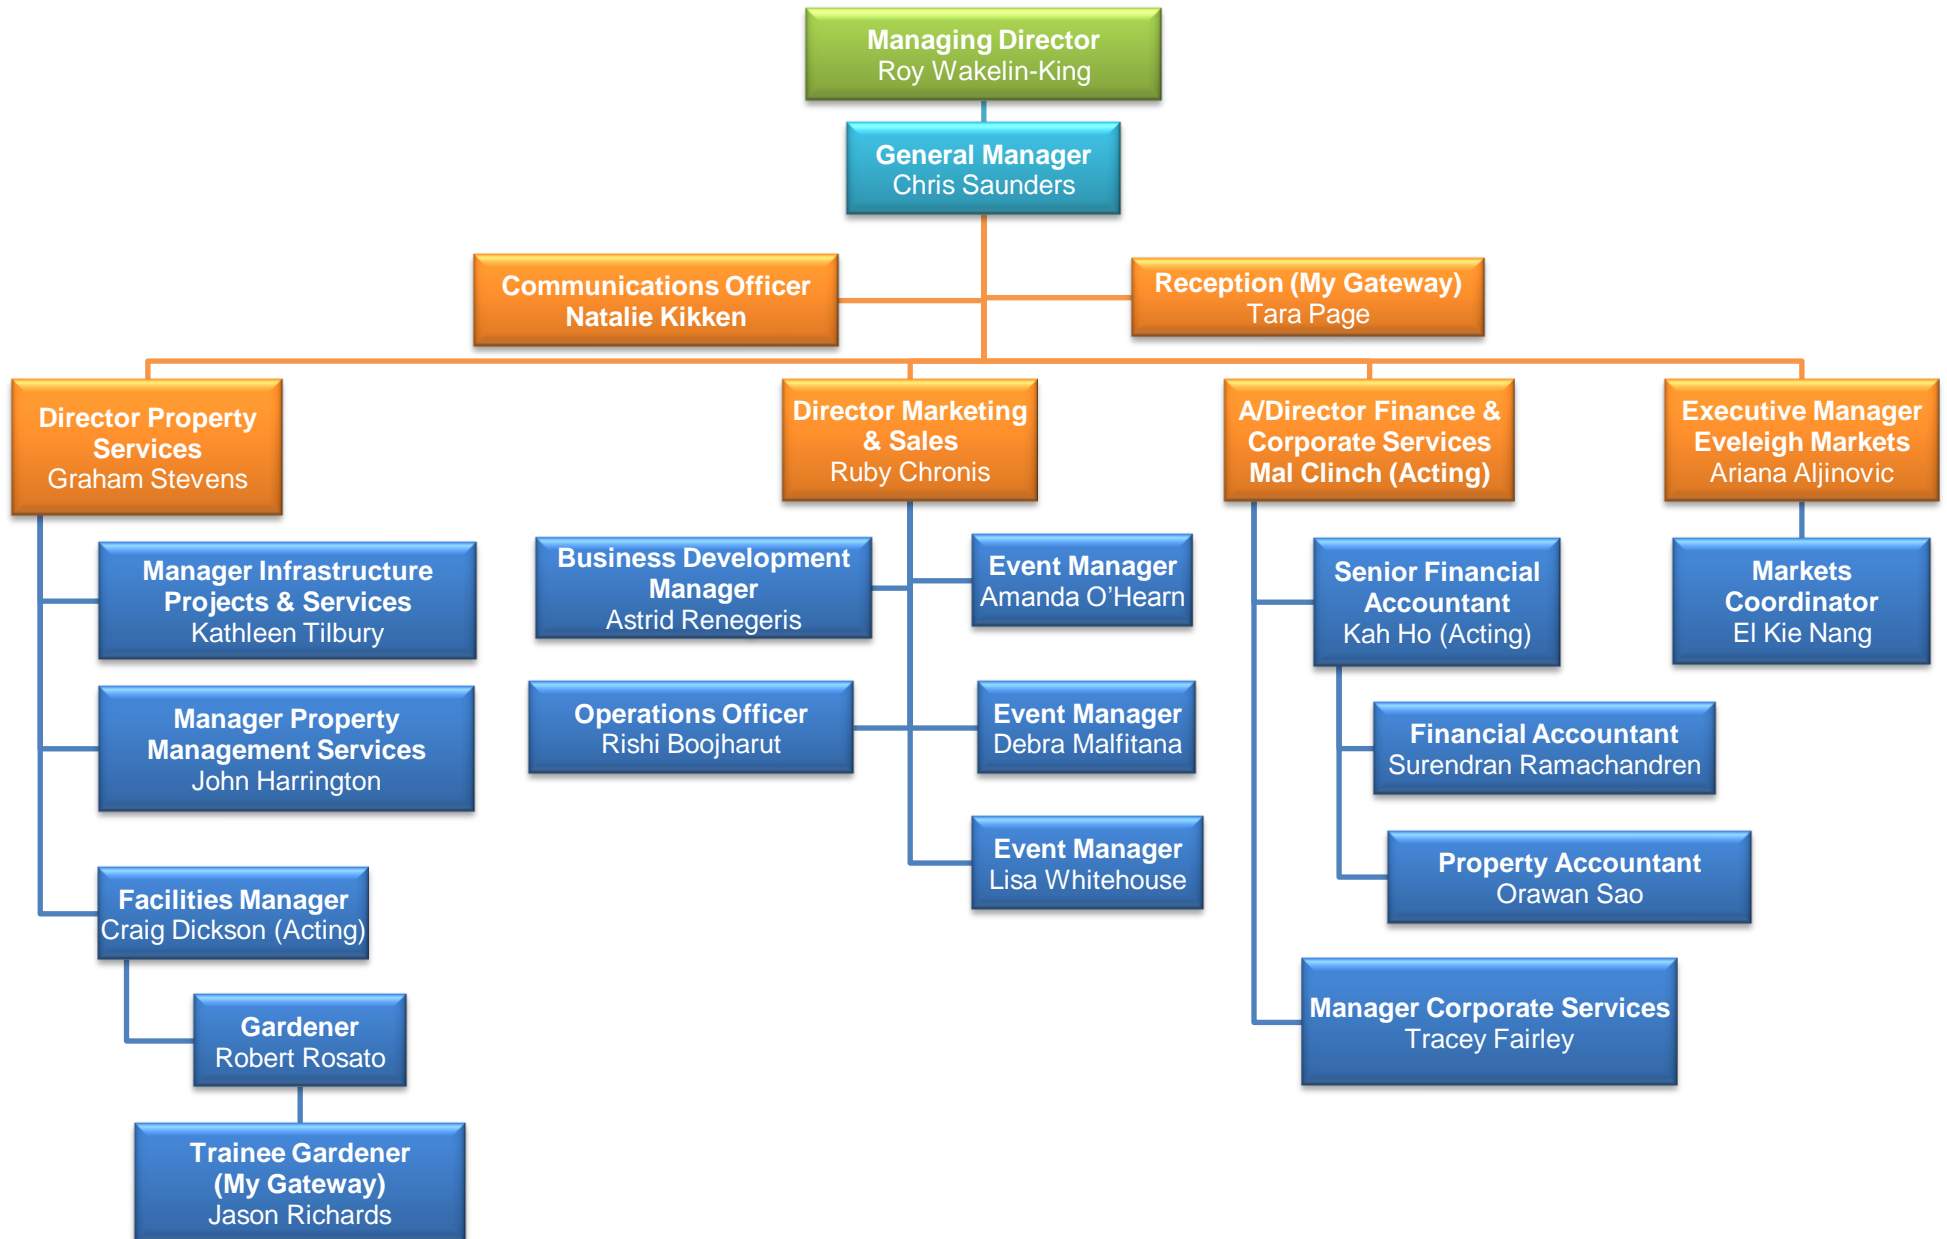 Managing Director
Roy Wakelin-King
General Manager
Chris Saunders
Communications Officer
Natalie Kikken
Reception (My Gateway)
Tara Page
Director Property
Services
Graham Stevens
Director Marketing
& Sales
Ruby Chronis
A/Director Finance &
Corporate Services
Mal Clinch (Acting)
Executive Manager
Eveleigh Markets
Ariana Aljinovic
Manager Infrastructure
Projects & Services
Kathleen Tilbury
Manager Property
Management Services
John Harrington
Facilities Manager
Craig Dickson (Acting)
Gardener
Robert Rosato
Trainee Gardener
(My Gateway)
Jason Richards
Business Development
Manager
Astrid Renegeris
Operations Officer
Rishi Boojharut
Event Manager
Amanda O’Hearn
Event Manager
Debra Malfitana
Event Manager
Lisa Whitehouse
Senior Financial
Accountant
Kah Ho (Acting)
Financial Accountant
Surendran Ramachandren
Property Accountant
Orawan Sao
Manager Corporate Services
Tracey Fairley
Markets
Coordinator
El Kie Nang